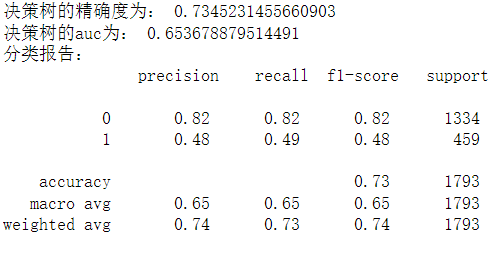 决策树的精确度为: 0.7345231455660903
决策树的auc为: 0.653678879514491
分类报告:
precision recall f1-score support
0 0.82 0.82 0.82 1334
1 0.48 0.49 0.48 459
accuracy 0.73 1793
macro avg 0.65 0.65 0.65 1793
weighted avg 0.74 0.73 0.74 1793